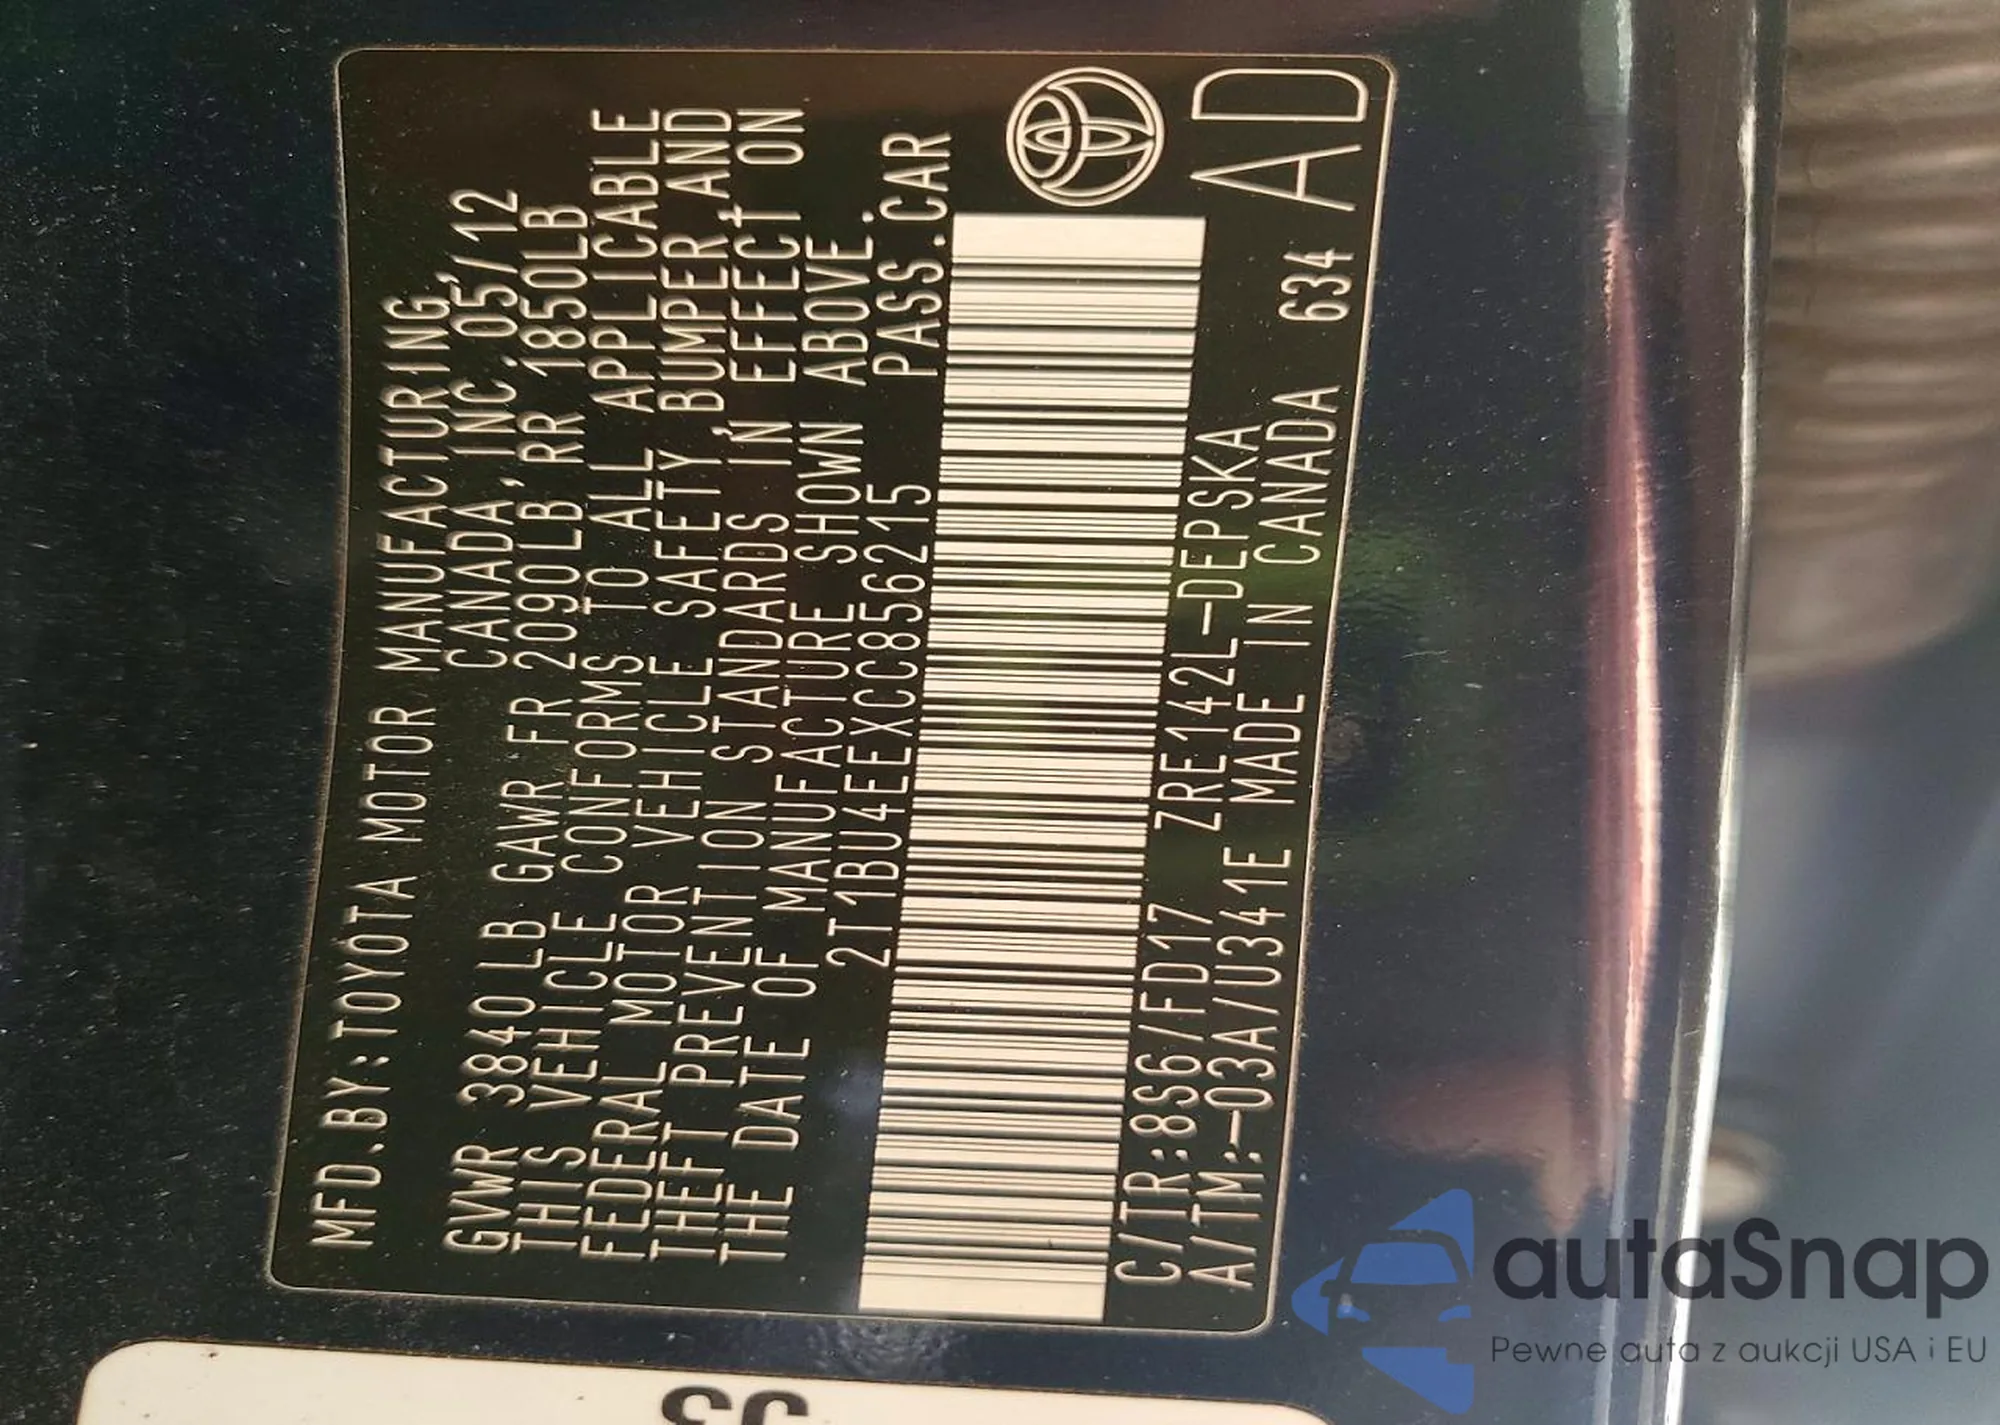 MFD.BY:TOYOTA MOTOR MANUFACTURING,
CANADA, INC. 05/12
GVWR 3840 LB GAWR FR 2090LB, RR 1850LB
THIS VEHICLE CONFORMS TO ALL APPLICABLE
FEDERAL MOTOR VEHICLE SAFETY, BUMPER, AND
THEFT PREVENTION STANDARDS IN EFFECT ON
THE DATE OF MANUFACTURE SHOWN ABOVE.
2T1BU4EEXCC856215 PASS.CAR
C/TR:8S6/FD17 ZRE142L-DEPSKA
A/TM:-03A/U341E MADE IN CANADA 634
AD
autaSnap
Pewne auta z aukcji USA i EU